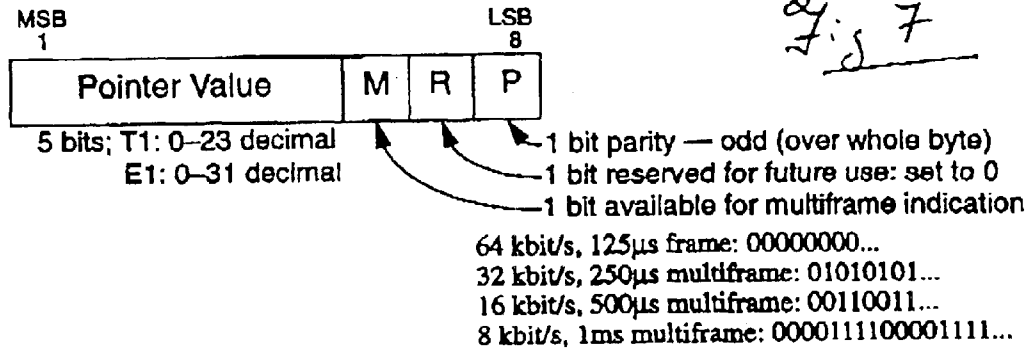 MSB
1
LSB
8
Fig 7
Pointer Value M R P
5 bits; T1: 0–23 decimal
E1: 0–31 decimal
1 bit parity — odd (over whole byte)
1 bit reserved for future use: set to 0
1 bit available for multiframe indication
64 kbit/s, 125µs frame: 00000000...
32 kbit/s, 250µs multiframe: 01010101...
16 kbit/s, 500µs multiframe: 00110011...
8 kbit/s, 1ms multiframe: 0000111100001111...